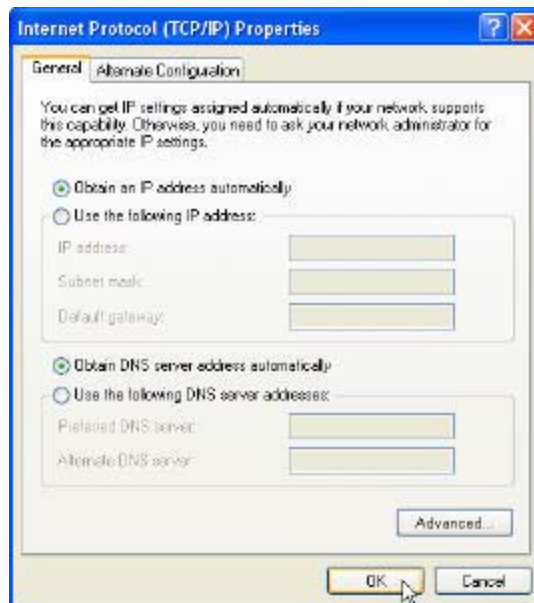 Internet Protocol (TCP/IP) Properties
General Alternate Configuration
You can get IP settings assigned automatically if your network supports
this capability. Otherwise, you need to ask your network administrator for
the appropriate IP settings.
Obtain an IP address automatically
Use the following IP address:
IP address:
Subnet mask:
Default gateway:
Obtain DNS server address automatically
Use the following DNS server addresses:
Preferred DNS server:
Alternate DNS server:
Advanced...
OK Cancel